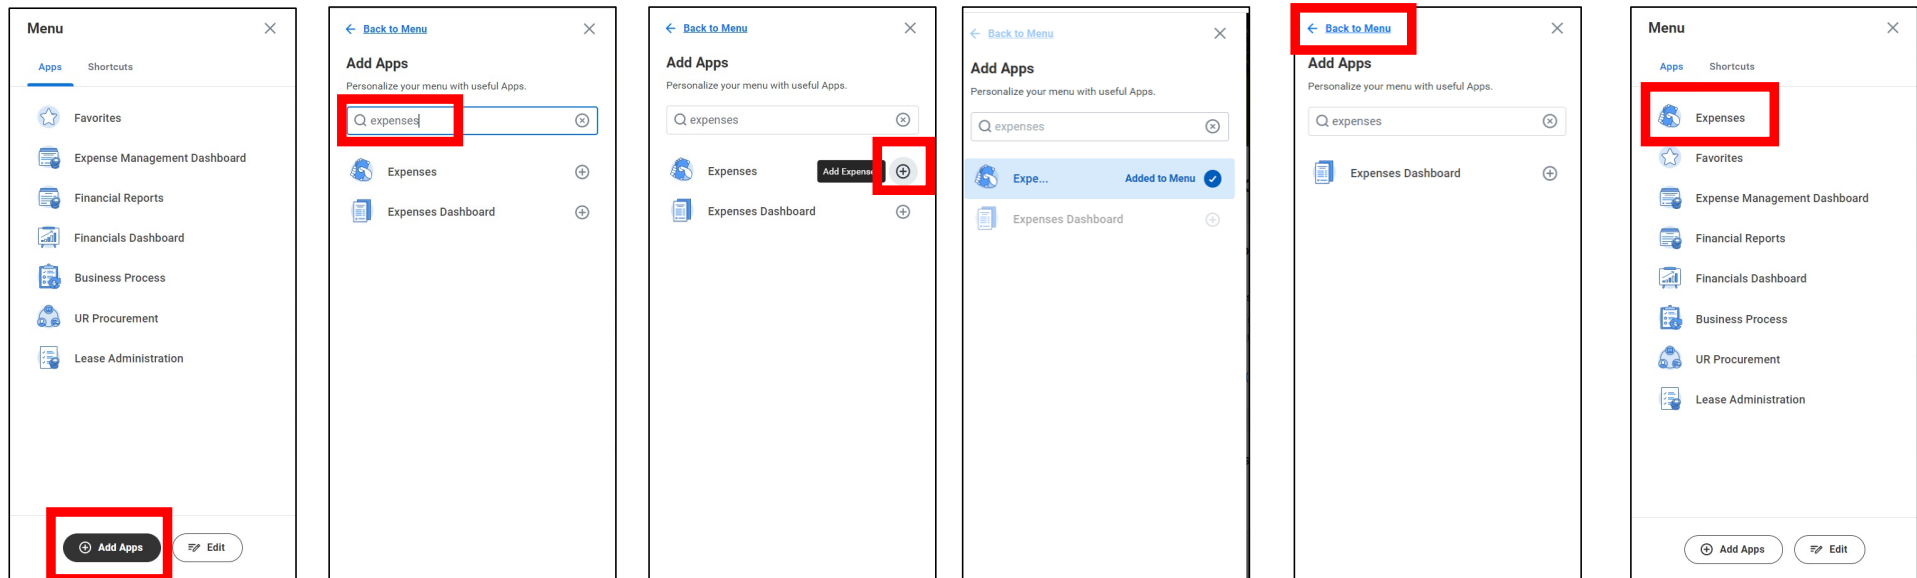 Menu
Apps
Shortcuts
Favorites
Expense Management Dashboard
Financial Reports
Financials Dashboard
Business Process
UR Procurement
Lease Administration
Add Apps
Edit
Back to Menu
Add Apps
Personalize your menu with useful Apps.
expenses
Expenses
Expenses Dashboard
Back to Menu
Add Apps
Personalize your menu with useful Apps.
expenses
Expenses
Add Expense
Expenses Dashboard
Back to Menu
Add Apps
Personalize your menu with useful Apps.
expenses
Expe...
Added to Menu
Expenses Dashboard
Back to Menu
Add Apps
Personalize your menu with useful Apps.
expenses
Expenses Dashboard
Menu
Apps
Shortcuts
Expenses
Favorites
Expense Management Dashboard
Financial Reports
Financials Dashboard
Business Process
UR Procurement
Lease Administration
Add Apps
Edit